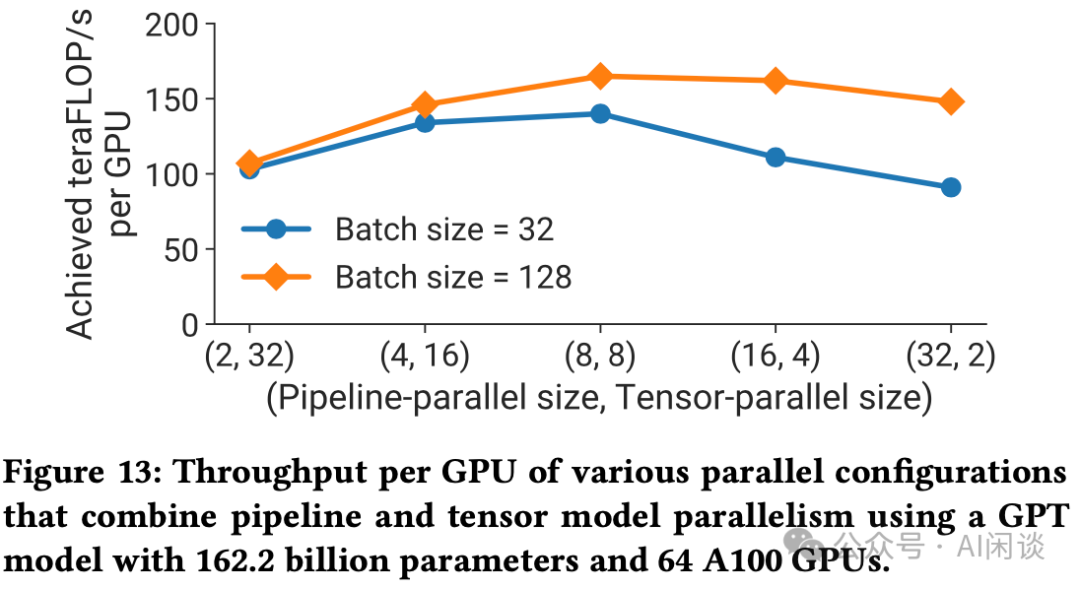 200
150
100
50
0
Achieved teraFLOP/s
per GPU
Batch size = 32
Batch size = 128
(2, 32) (4, 16) (8, 8) (16, 4) (32, 2)
(Pipeline-parallel size, Tensor-parallel size)
Figure 13: Throughput per GPU of various parallel configurations
that combine pipeline and tensor model parallelism using a GPT
model with 162.2 billion parameters and 64 A100 GPUs.
公众号 · AI闲谈